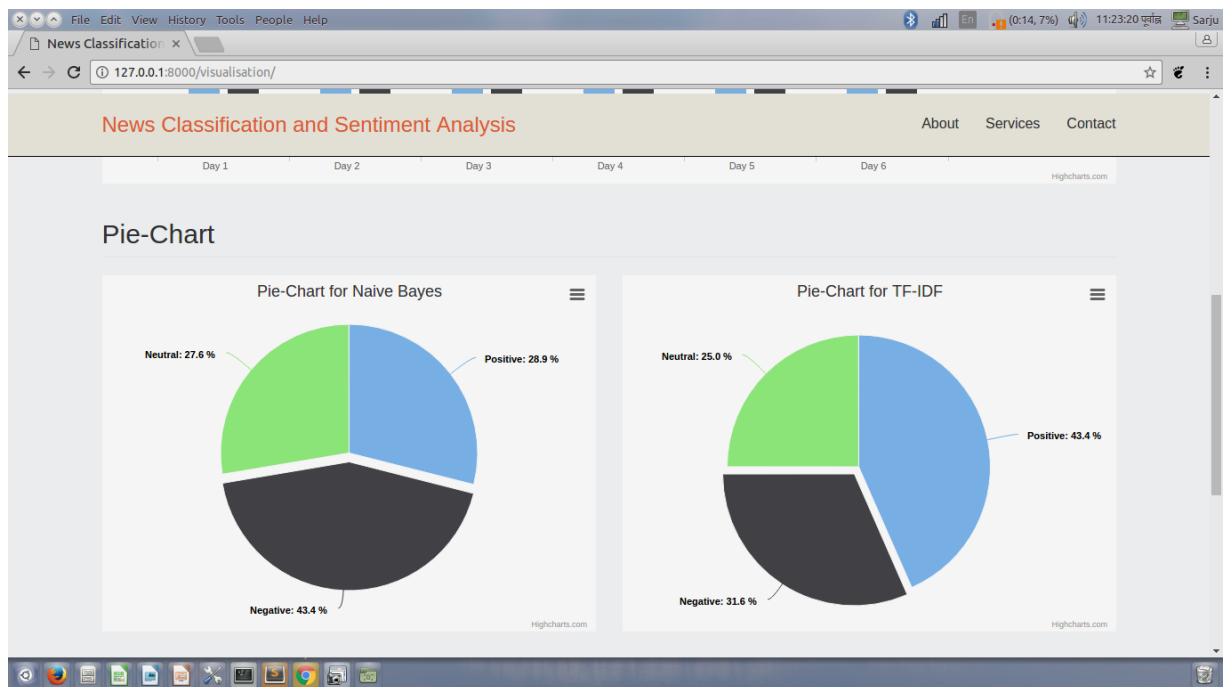 File Edit View History Tools People Help
En (0:14, 7%) 11:23:20 पूर्वाह्न Sarju
News Classification
127.0.0.1:8000/visualisation/
News Classification and Sentiment Analysis
About Services Contact
Day 1 Day 2 Day 3 Day 4 Day 5 Day 6
Highcharts.com
Pie-Chart
Pie-Chart for Naive Bayes
Neutral: 27.6 %
Positive: 28.9 %
Negative: 43.4 %
Highcharts.com
Pie-Chart for TF-IDF
Neutral: 25.0 %
Positive: 43.4 %
Negative: 31.6 %
Highcharts.com